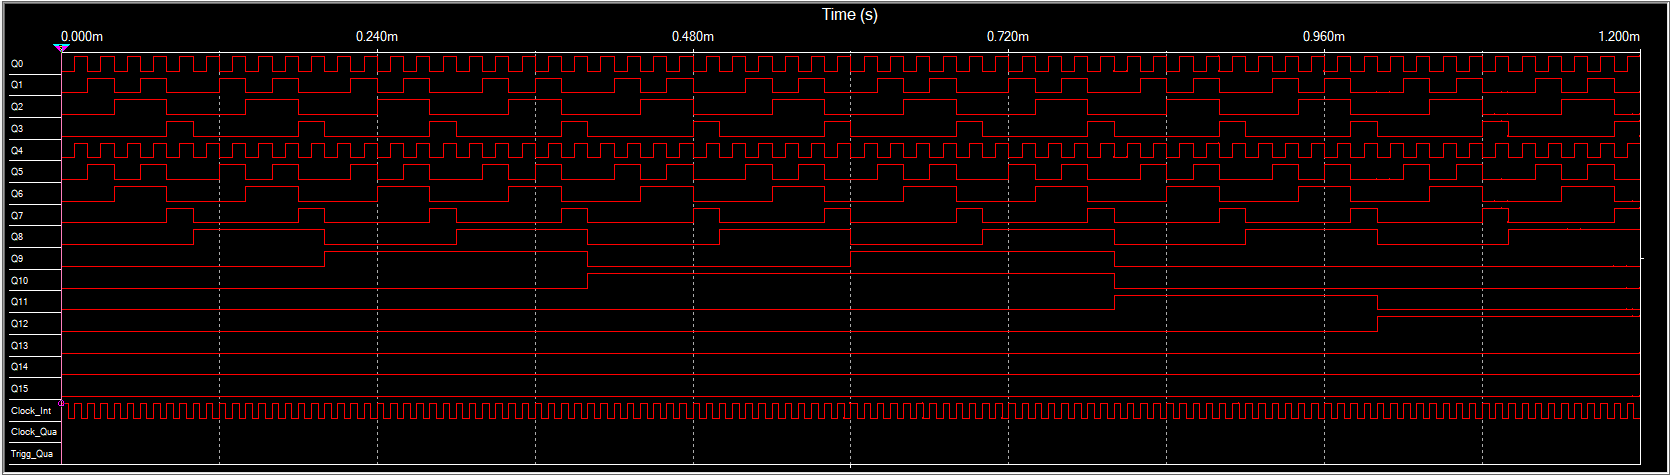 Time (s)
0.000m 0.240m 0.480m 0.720m 0.960m 1.200m
Q0
Q1
Q2
Q3
Q4
Q5
Q6
Q7
Q8
Q9
Q10
Q11
Q12
Q13
Q14
Q15
Clock_Int
Clock_Qua
Trigg_Qua